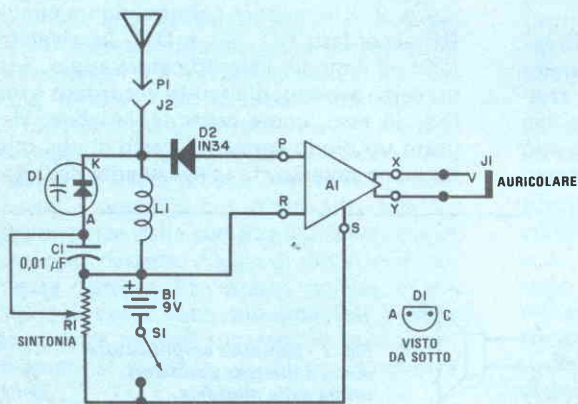 P1
J2
D2
1N34
P
D1
K
A
L1
A1
X
Y
J1
V
AURICOLARE
R
S
C1
0,01 µF
+
B1
9V
R1
SINTONIA
S1
D1
A
C
VISTO
DA SOTTO